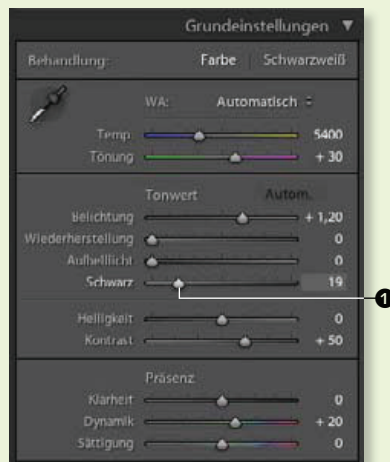 Grundeinstellungen ▼
Behandlung: Farbe | Schwarzweiß
WA: Automatisch
Temp. 5400
Tönung + 30
Tonwert Autom.
Belichtung + 1,20
Wiederherstellung 0
Aufhelllicht 0
Schwarz 19
❶
Helligkeit 0
Kontrast + 50
Präsenz
Klarheit 0
Dynamik + 20
Sättigung 0